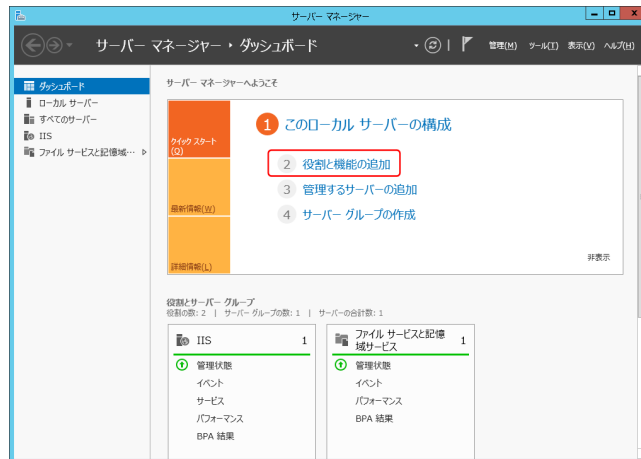 サーバー マネージャー
サーバー マネージャー ・ ダッシュボード
管理(M) ツール(T) 表示(V) ヘルプ(H)
ダッシュボード
ローカル サーバー
すべてのサーバー
IIS
ファイル サービスと記憶域…
サーバー マネージャーへようこそ
クイック スタート
(Q)
最新情報(W)
詳細情報(L)
1 このローカル サーバーの構成
2 役割と機能の追加
3 管理するサーバーの追加
4 サーバー グループの作成
非表示
役割とサーバー グループ
役割の数: 2 | サーバー グループの数: 1 | サーバーの合計数: 1
IIS 1
管理状態
イベント
サービス
パフォーマンス
BPA 結果
ファイル サービスと記憶
域サービス 1
管理状態
イベント
パフォーマンス
BPA 結果